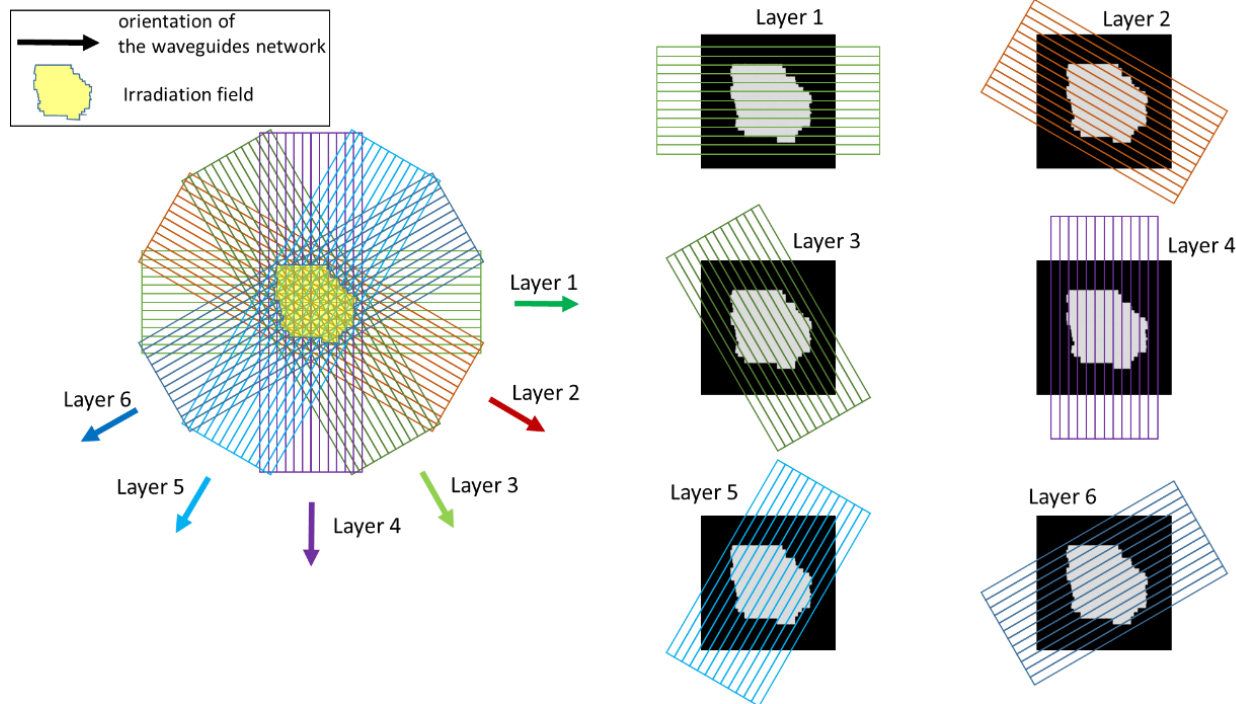 orientation of
the waveguides network
Irradiation field
Layer 1
Layer 2
Layer 3
Layer 4
Layer 5
Layer 6
Layer 1
Layer 2
Layer 3
Layer 4
Layer 5
Layer 6